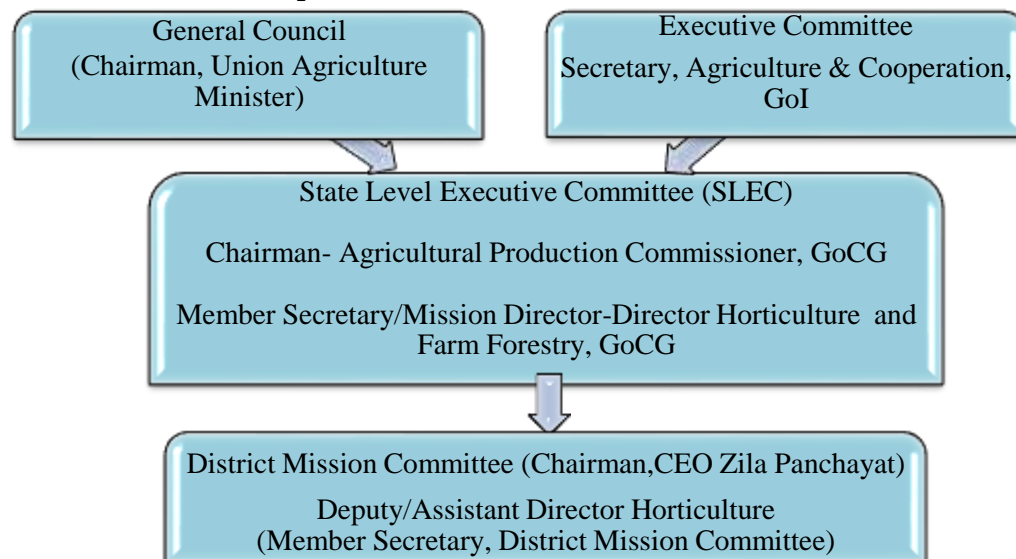 General Council
(Chairman, Union Agriculture
Minister)
Executive Committee
Secretary, Agriculture & Cooperation,
GoI
State Level Executive Committee (SLEC)
Chairman- Agricultural Production Commissioner, GoCG
Member Secretary/Mission Director-Director Horticulture and
Farm Forestry, GoCG
District Mission Committee (Chairman,CEO Zila Panchayat)
Deputy/Assistant Director Horticulture
(Member Secretary, District Mission Committee)